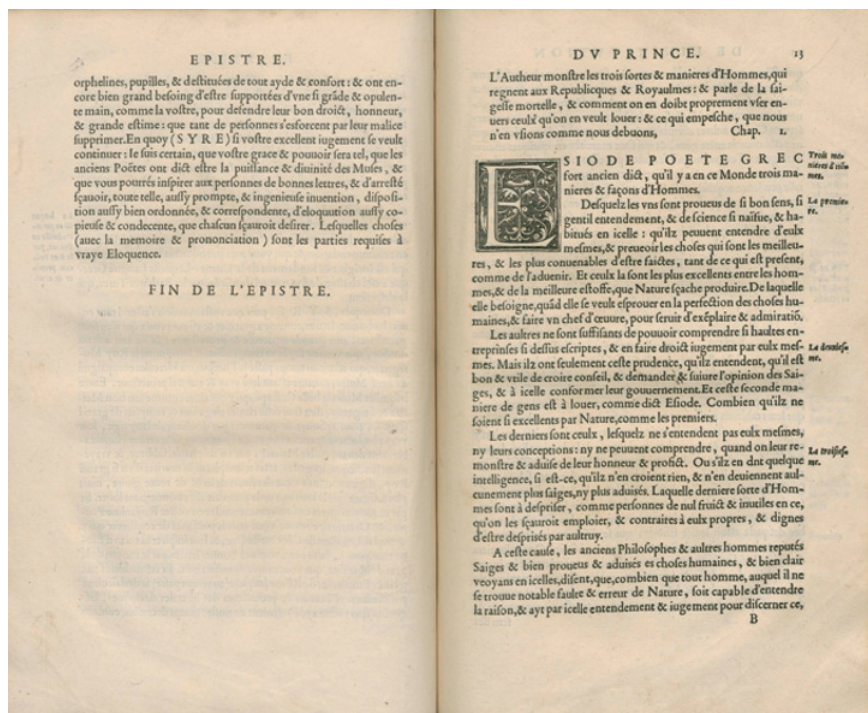 EPISTRE.
orphelines, pupilles, & destituées de tout ayde & confort : & ont en-
core bien grand besoing d'estre supportées d'vne si grāde & opulen-
te main, comme la vostre, pour defendre leur bon droict, honneur,
& grande estime : que tant de personnes s'esforcent par leur malice
supprimer. En quoy (SYRE) si vostre excellent iugement se veult
continuer : Ie suis certain, que vostre grace & pouuoir sera tel, que les
anciens Poëtes ont dict estre la puissance & diuinité des Muses, &
que vous pourrés inspirer aux personnes de bonnes lettres, & d'arresté
sçauoir, toute telle, aussy prompte, & ingenieuse inuention, disposi-
tion aussy bien ordonnée, & correspondente, d'eloquution aussy co-
pieuse & condecente, que chascun sçauroit desirer. Lesquelles choses
(auec la memoire & prononciation) sont les parties requises à
vraye Eloquence.
FIN DE L'EPISTRE.
DV PRINCE. 13
L'Autheur monstre les trois sortes & manieres d'Hommes, qui
regnent aux Republicques & Royaulmes : & parle de la sai-
gesse mortelle, & comment on en doibt proprement vser en-
uers ceulx qu'on en veult louer : & ce qui empesche, que nous
n'en vsions comme nous debuons, Chap. 1.
ESIODE POETE GREC
fort ancien dict, qu'il y a en ce Monde trois ma-
nieres & façons d'Hommes.
Trois ma-
nieres d'hō-
mes.
Desquelz les vns sont proueus de si bon sens, si
gentil entendement, & de science si naïfue, & ha-
bitués en icelle : qu'ilz peuuent entendre d'eulx
mesmes, & preueoir les choses qui sont les meilleu-
res, & les plus conuenables d'estre faictes, tant de ce qui est present,
comme de l'aduenir. Et ceulx la sont les plus excellents entre les hom-
mes, & de la meilleure estoffe, que Nature sçache produire. De laquelle
elle besoigne, quād elle se veult esprouer en la perfection des choses hu-
maines, & faire vn chef d'œuure, pour seruir d'exēplaire & admiratiō.
La premie-
re.
Les aultres ne sont suffisants de pouuoir comprendre si haultes en-
treprinses si dessus escriptes, & en faire droict iugement par eulx mes-
mes. Mais ilz ont seulement ceste prudence, qu'ilz entendent, qu'il est
bon & vtile de croire conseil, & demander & suiure l'opinion des Sai-
ges, & à icelle conformer leur gouuernement. Et ceste seconde ma-
niere de gens est à louer, comme dict Esiode. Combien qu'ilz ne
soient si excellents par Nature, comme les premiers.
La deuxies-
me.
Les derniers sont ceulx, lesquelz ne s'entendent pas eulx mesmes,
ny leurs conceptions : ny ne peuuent comprendre, quand on leur re-
monstre & aduise de leur honneur & profict. Ou s'ilz en ont quelque
intelligence, si est-ce, qu'ilz n'en croient rien, & n'en deuiennent aul-
cunement plus saiges, ny plus aduisés. Laquelle derniere sorte d'Hom-
mes sont à despriser, comme personnes de nul fruict & inutiles en ce,
qu'on les sçauroit emploier, & contraires à eulx propres, & dignes
d'estre desprisés par aultruy.
La troisies-
me.
A ceste cause, les anciens Philosophes & aultres hommes reputés
Saiges & bien proueus & aduisés es choses humaines, & bien clair
veoyans en icelles, disent, que, combien que tout homme, auquel il ne
se trouue notable faulte & erreur de Nature, soit capable d'entendre
la raison, & ayt par icelle entendement & iugement pour discerner ce,
B